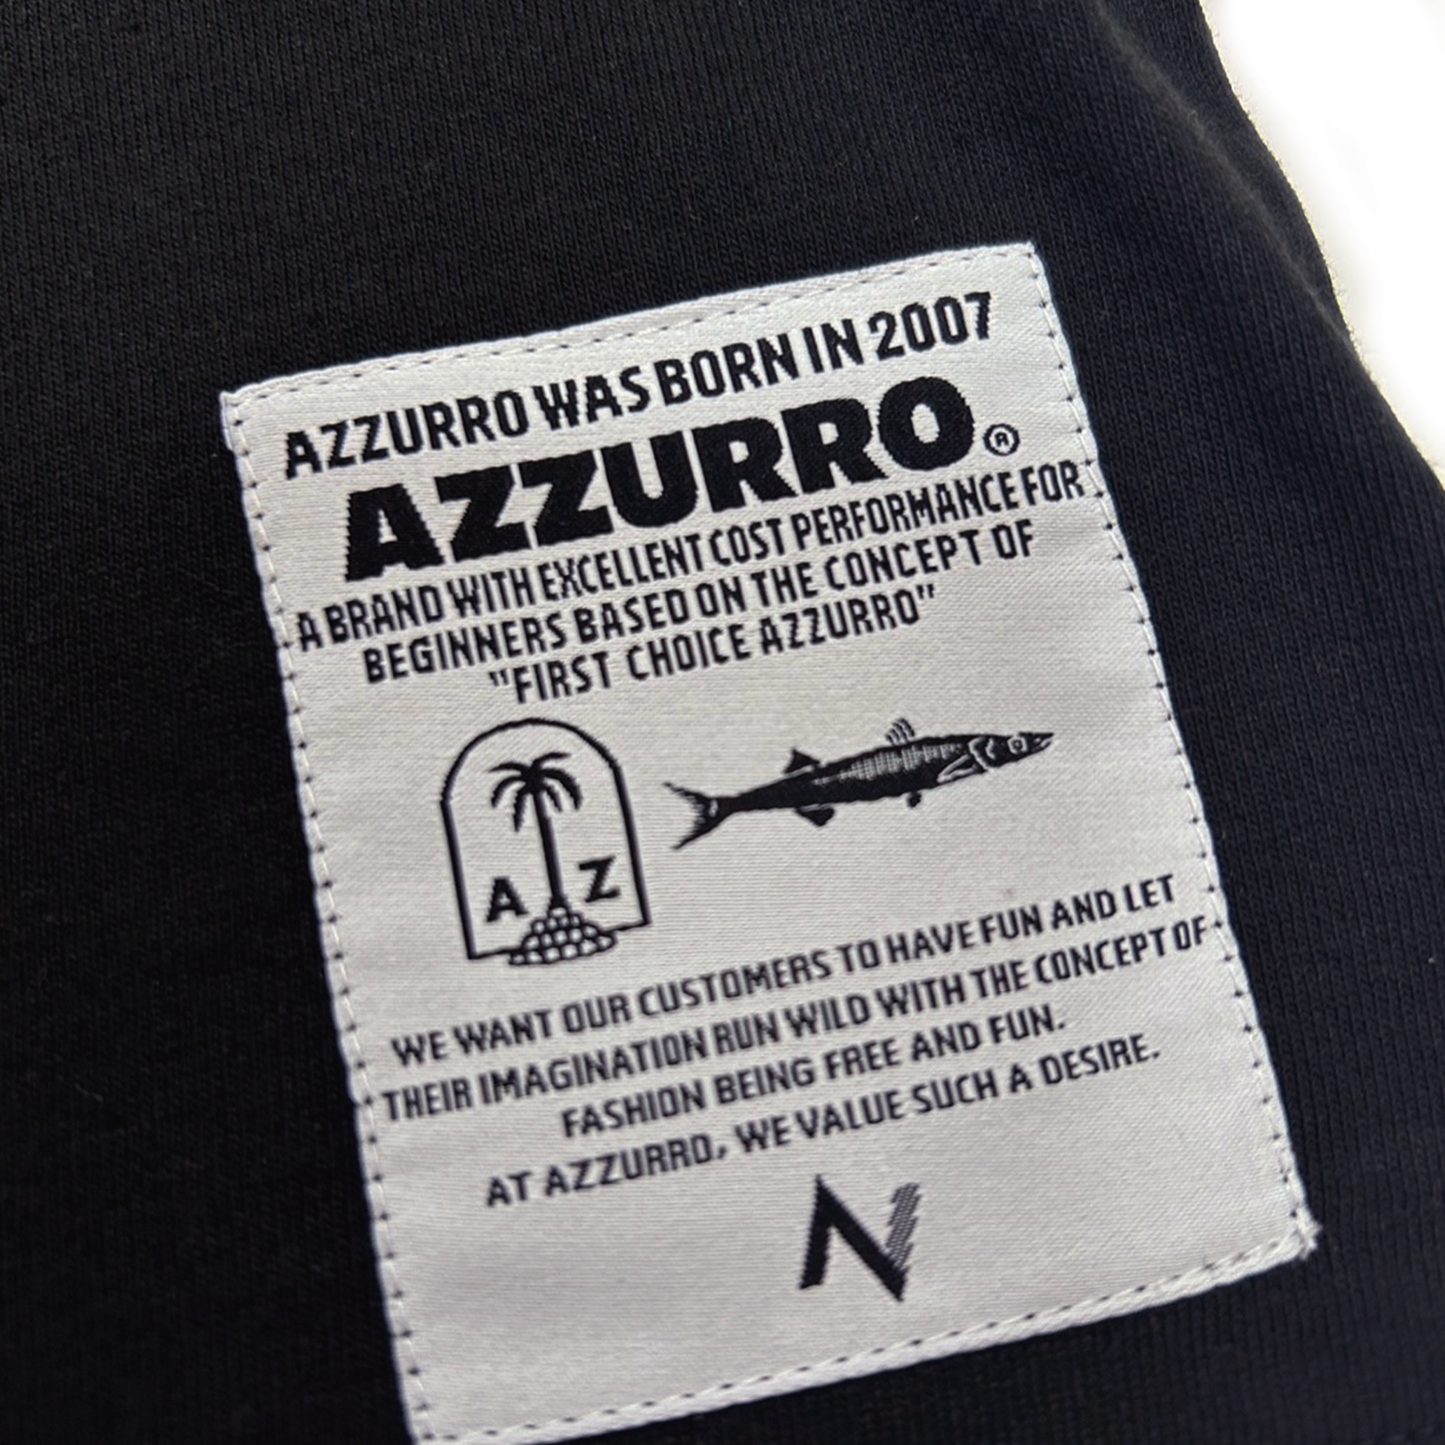 AZZURRO WAS BORN IN 2007
AZZURRO®
A BRAND WITH EXCELLENT COST PERFORMANCE FOR
BEGINNERS BASED ON THE CONCEPT OF
"FIRST CHOICE AZZURRO"
A Z
WE WANT OUR CUSTOMERS TO HAVE FUN AND LET
THEIR IMAGINATION RUN WILD WITH THE CONCEPT OF
FASHION BEING FREE AND FUN.
AT AZZURRO, WE VALUE SUCH A DESIRE.
N